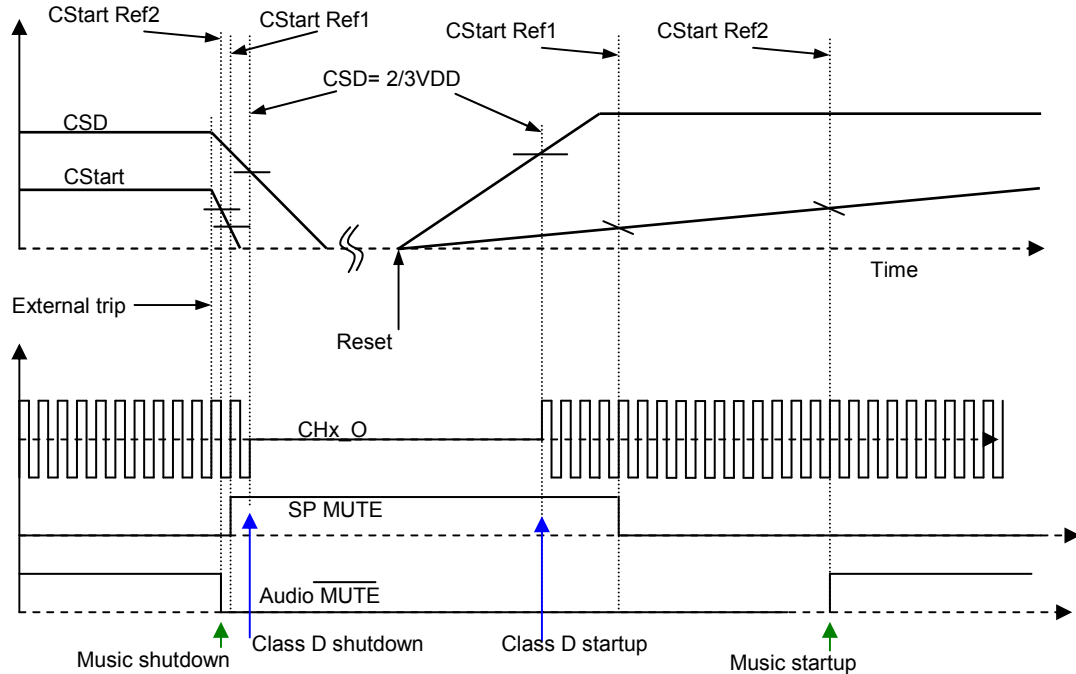 CStart Ref2
CStart Ref1
CStart Ref1
CStart Ref2
CSD= 2/3VDD
CSD
CStart
Time
External trip
Reset
CHx_O
SP MUTE
Audio MUTE
Music shutdown
Class D shutdown
Class D startup
Music startup